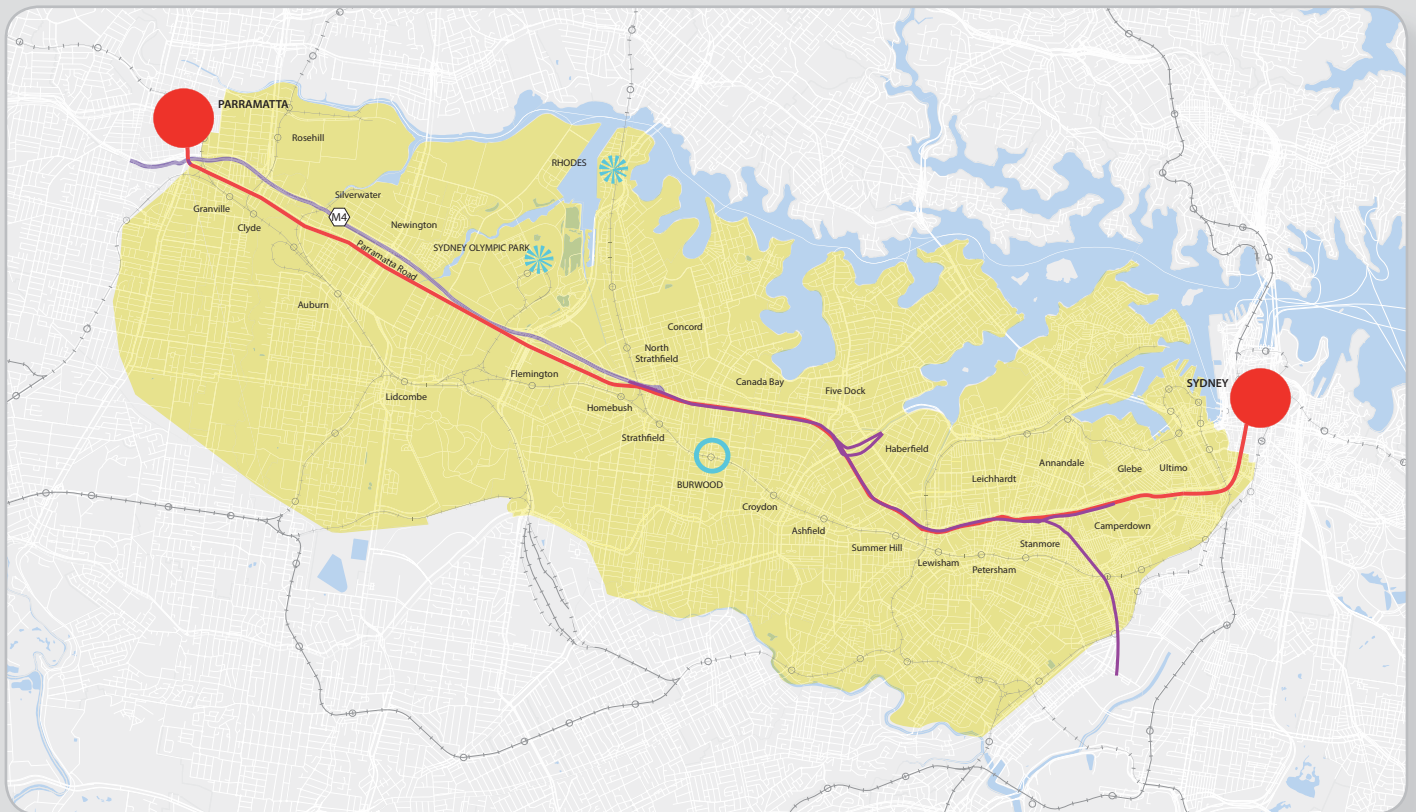 PARRAMATTA
Rosehill
RHODES
Silverwater
Granville
M4
Newington
Clyde
SYDNEY OLYMPIC PARK
Parramatta Road
Auburn
Concord
North
Strathfield
Flemington
Canada Bay
SYDNEY
Five Dock
Lidcombe
Homebush
Strathfield
Haberfield
Annandale
Glebe
Ultimo
Leichhardt
BURWOOD
Croydon
Camperdown
Ashfield
Stanmore
Summer Hill
Lewisham
Petersham